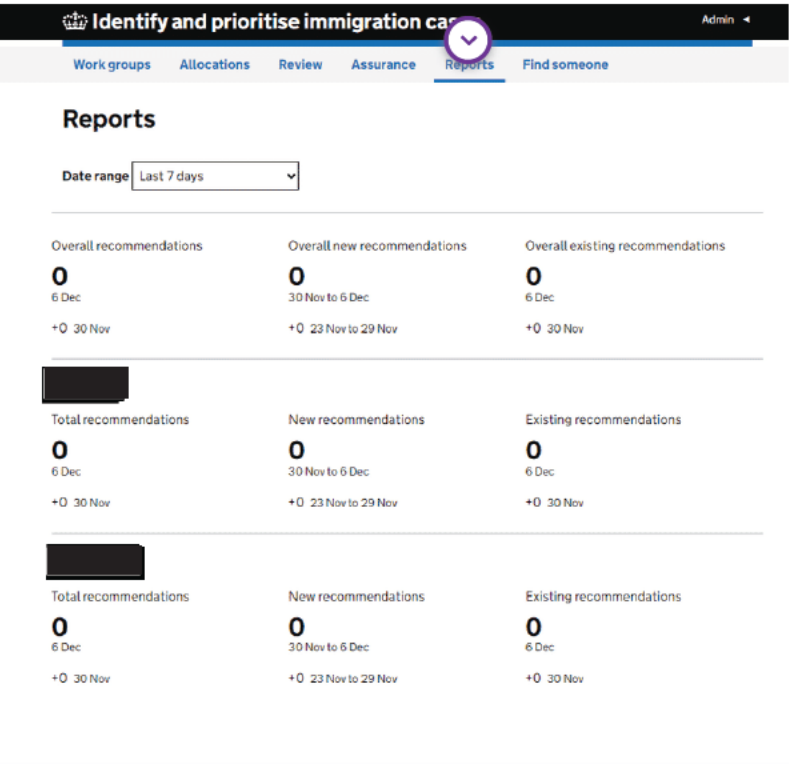 Identify and prioritise immigration cases
Admin
Work groups Allocations Review Assurance Reports Find someone
Reports
Date range Last 7 days
Overall recommendations Overall new recommendations Overall existing recommendations
0 0 0
6 Dec 30 Nov to 6 Dec 6 Dec
+0 30 Nov +0 23 Nov to 29 Nov +0 30 Nov
Total recommendations New recommendations Existing recommendations
0 0 0
6 Dec 30 Nov to 6 Dec 6 Dec
+0 30 Nov +0 23 Nov to 29 Nov +0 30 Nov
Total recommendations New recommendations Existing recommendations
0 0 0
6 Dec 30 Nov to 6 Dec 6 Dec
+0 30 Nov +0 23 Nov to 29 Nov +0 30 Nov